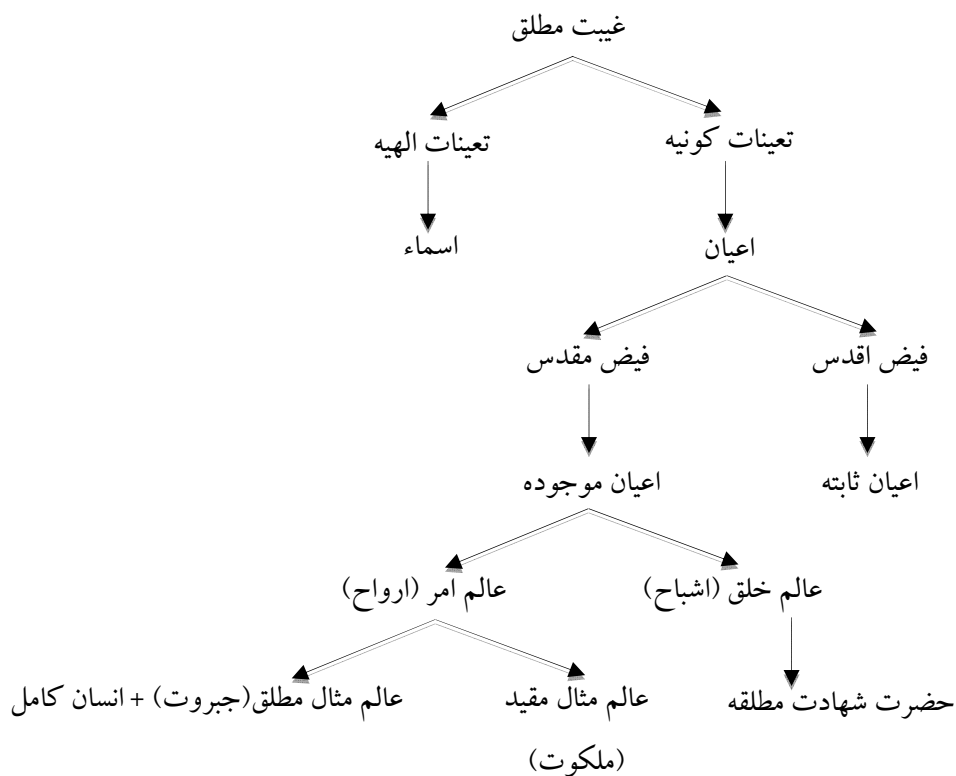 غیبت مطلق
تعینات کونیه
تعینات الهیه
اعیان
اسماء
فیض اقدس
فیض مقدس
اعیان ثابته
اعیان موجوده
عالم خلق (اشباح)
عالم امر (ارواح)
حضرت شهادت مطلقه
عالم مثال مقید
(ملکوت)
عالم مثال مطلق(جبروت) + انسان کامل